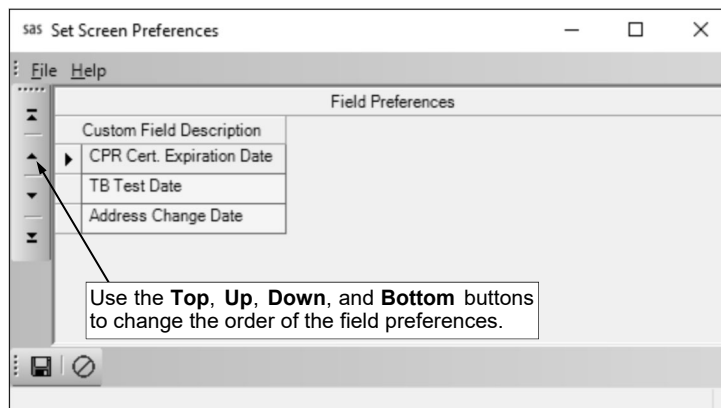 sas Set Screen Preferences
File Help
Field Preferences
Custom Field Description
CPR Cert. Expiration Date
TB Test Date
Address Change Date
Use the Top, Up, Down, and Bottom buttons
to change the order of the field preferences.